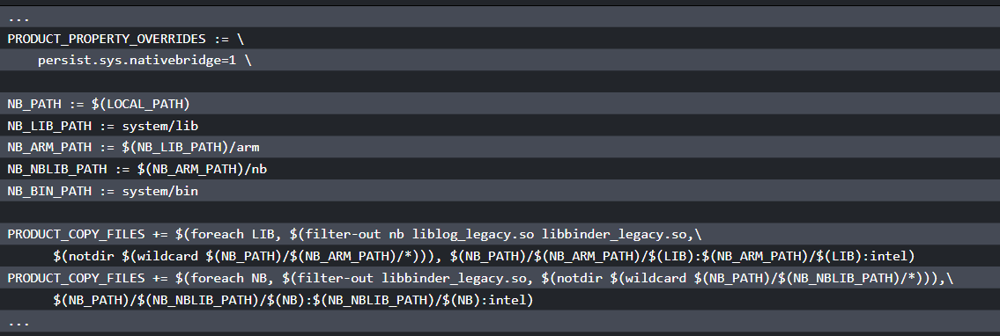 ...
PRODUCT_PROPERTY_OVERRIDES := \
    persist.sys.nativebridge=1 \

NB_PATH := $(LOCAL_PATH)
NB_LIB_PATH := system/lib
NB_ARM_PATH := $(NB_LIB_PATH)/arm
NB_NBLIB_PATH := $(NB_ARM_PATH)/nb
NB_BIN_PATH := system/bin

PRODUCT_COPY_FILES += $(foreach LIB, $(filter-out nb liblog_legacy.so libbinder_legacy.so,\
      $(notdir $(wildcard $(NB_PATH)/$(NB_ARM_PATH)/*))), $(NB_PATH)/$(NB_ARM_PATH)/$(LIB):$(NB_ARM_PATH)/$(LIB):intel)
PRODUCT_COPY_FILES += $(foreach NB, $(filter-out libbinder_legacy.so, $(notdir $(wildcard $(NB_PATH)/$(NB_NBLIB_PATH)/*))),\
      $(NB_PATH)/$(NB_NBLIB_PATH)/$(NB):$(NB_NBLIB_PATH)/$(NB):intel)
...